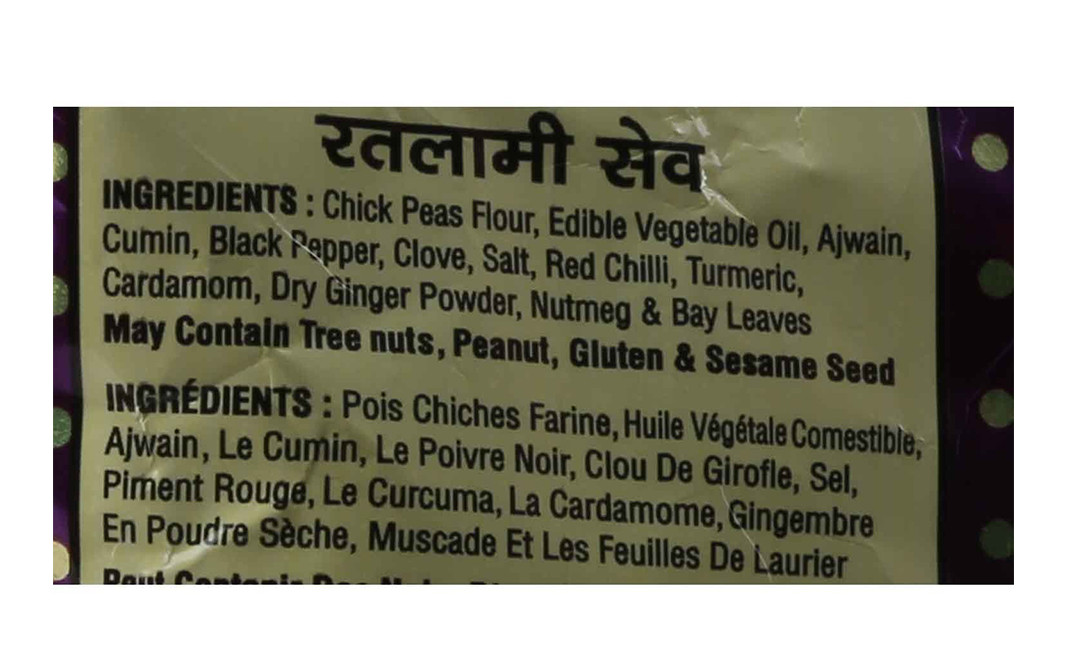 रतलामी सेव
INGREDIENTS : Chick Peas Flour, Edible Vegetable Oil, Ajwain,
Cumin, Black Pepper, Clove, Salt, Red Chilli, Turmeric,
Cardamom, Dry Ginger Powder, Nutmeg & Bay Leaves
May Contain Tree nuts, Peanut, Gluten & Sesame Seed
INGRÉDIENTS : Pois Chiches Farine, Huile Végétale Comestible,
Ajwain, Le Cumin, Le Poivre Noir, Clou De Girofle, Sel,
Piment Rouge, Le Curcuma, La Cardamome, Gingembre
En Poudre Sèche, Muscade Et Les Feuilles De Laurier
Peut Contenir Des